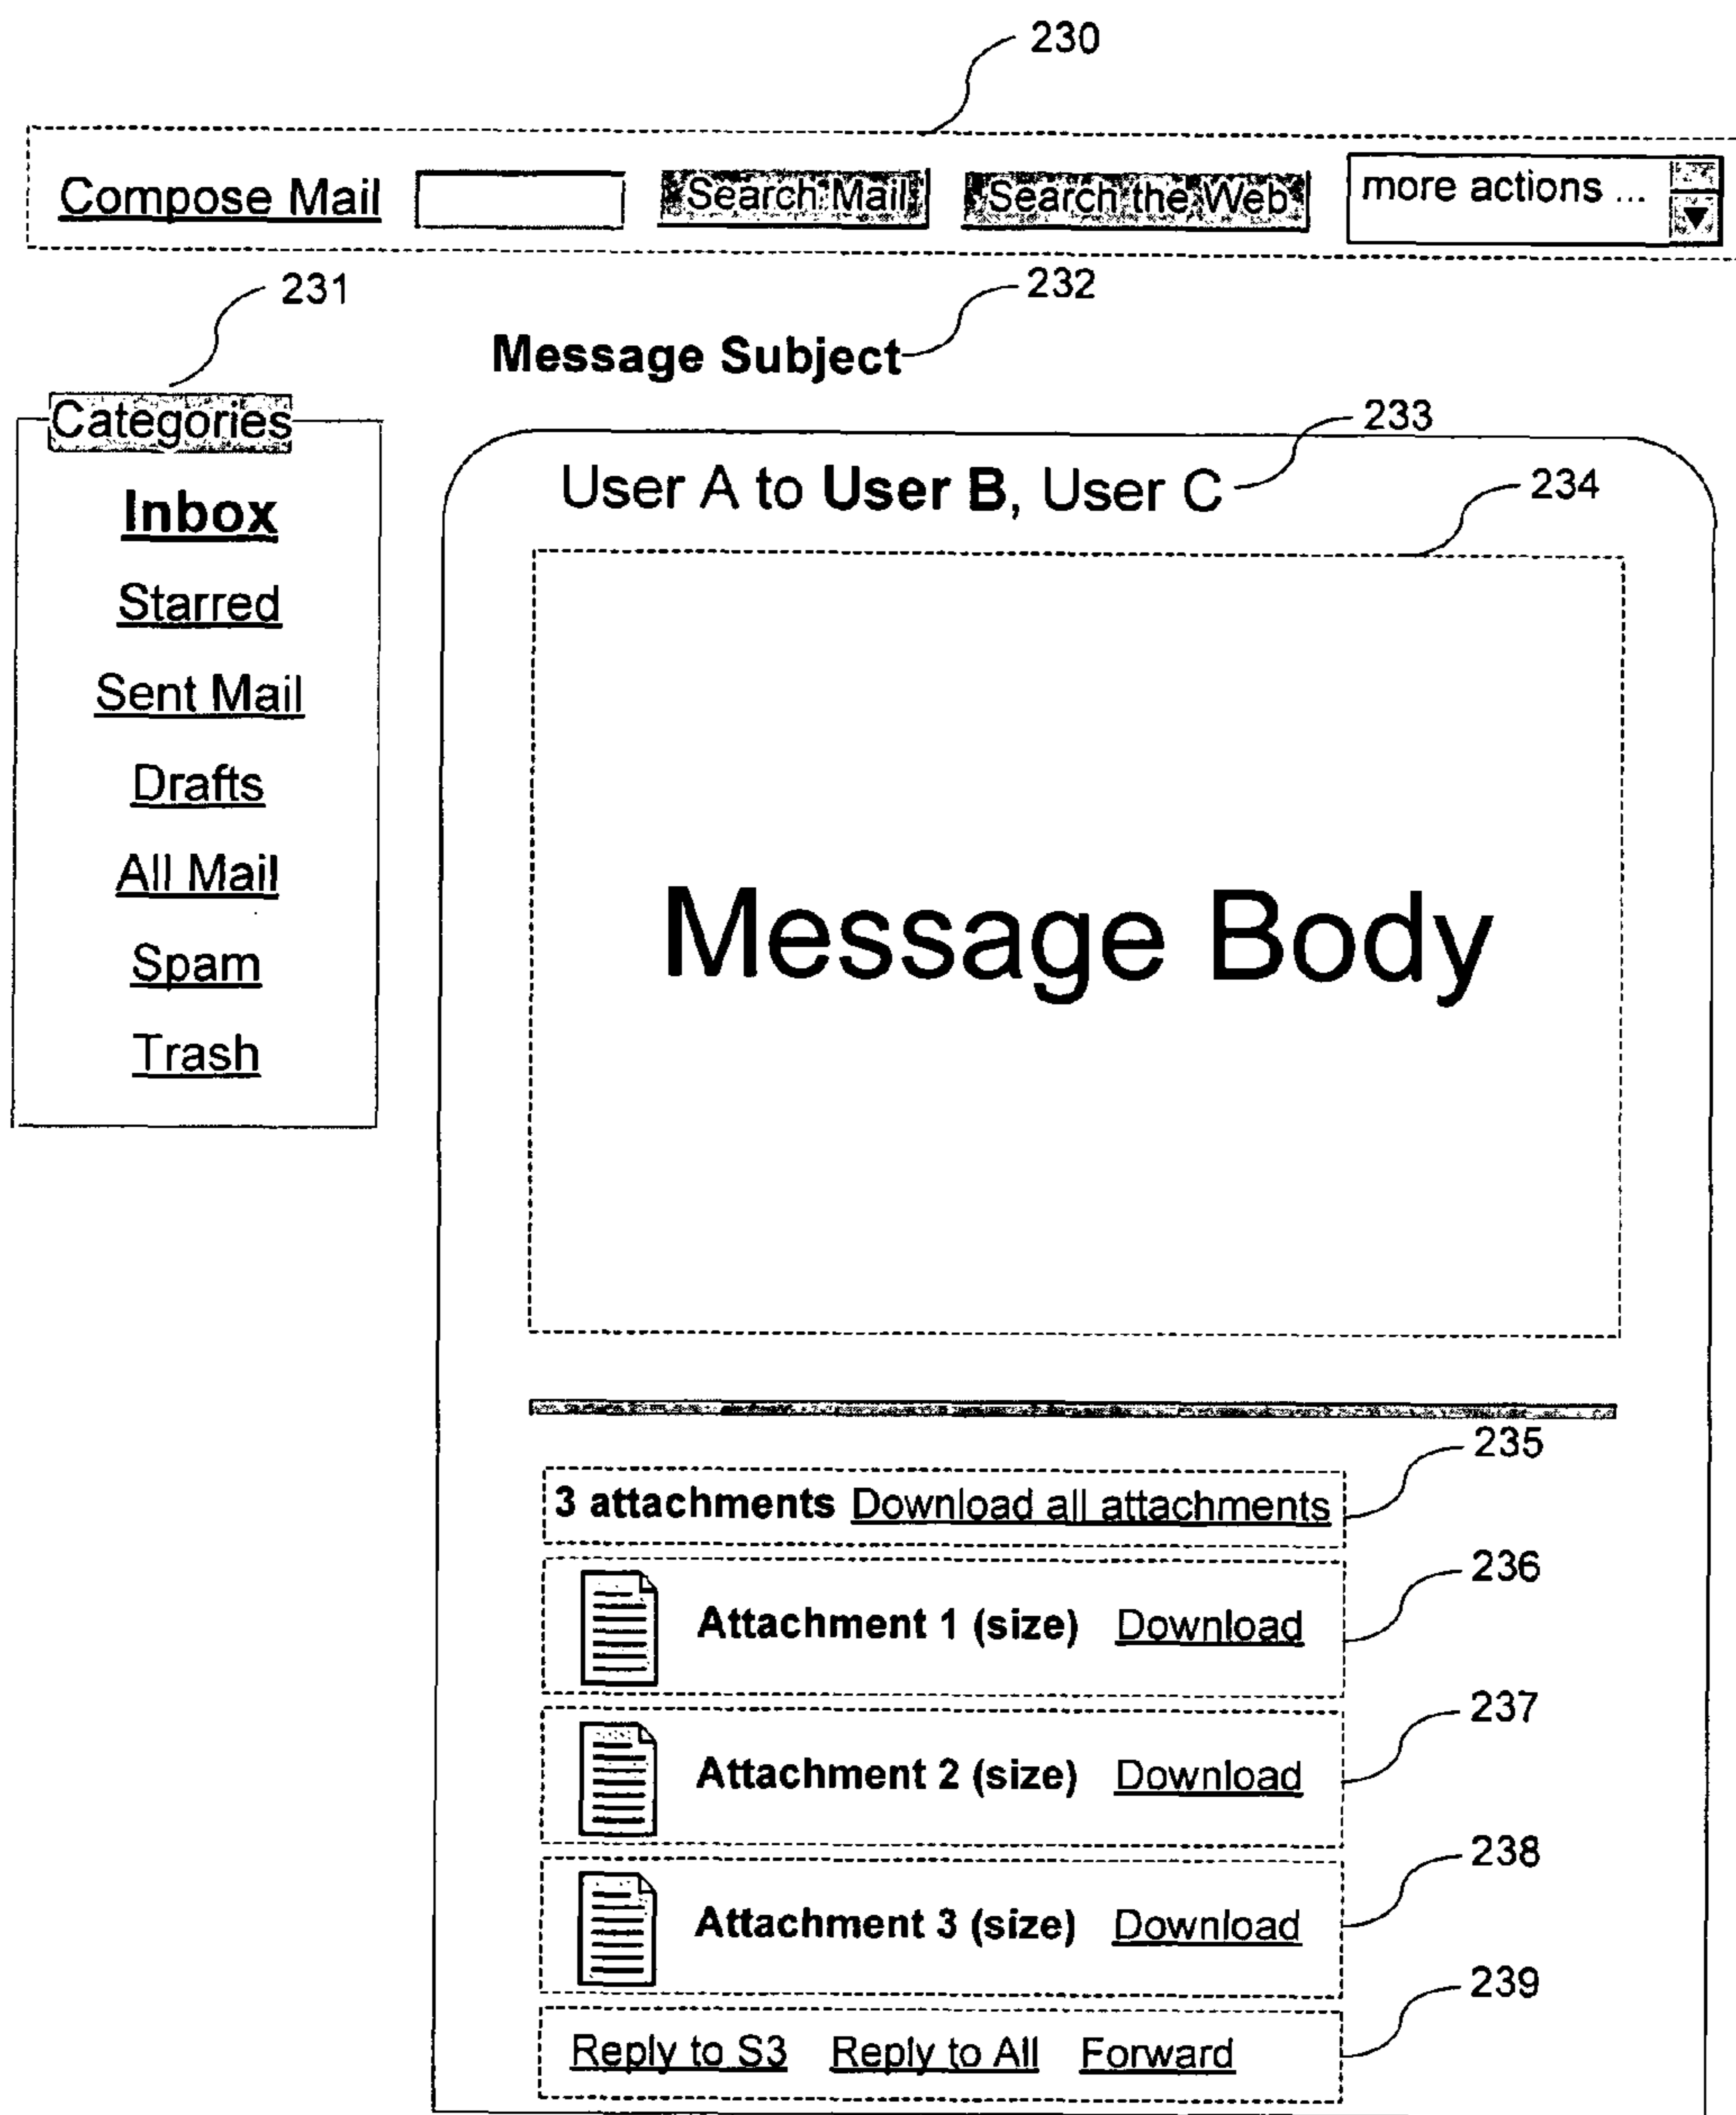 230
Compose Mail Search Mail Search the Web more actions ...
231
232
Message Subject
Categories
233
User A to User B, User C
234
Inbox
Starred
Sent Mail
Drafts
All Mail
Spam
Trash
Message Body
235
3 attachments Download all attachments
236
Attachment 1 (size) Download
237
Attachment 2 (size) Download
238
Attachment 3 (size) Download
239
Reply to S3 Reply to All Forward